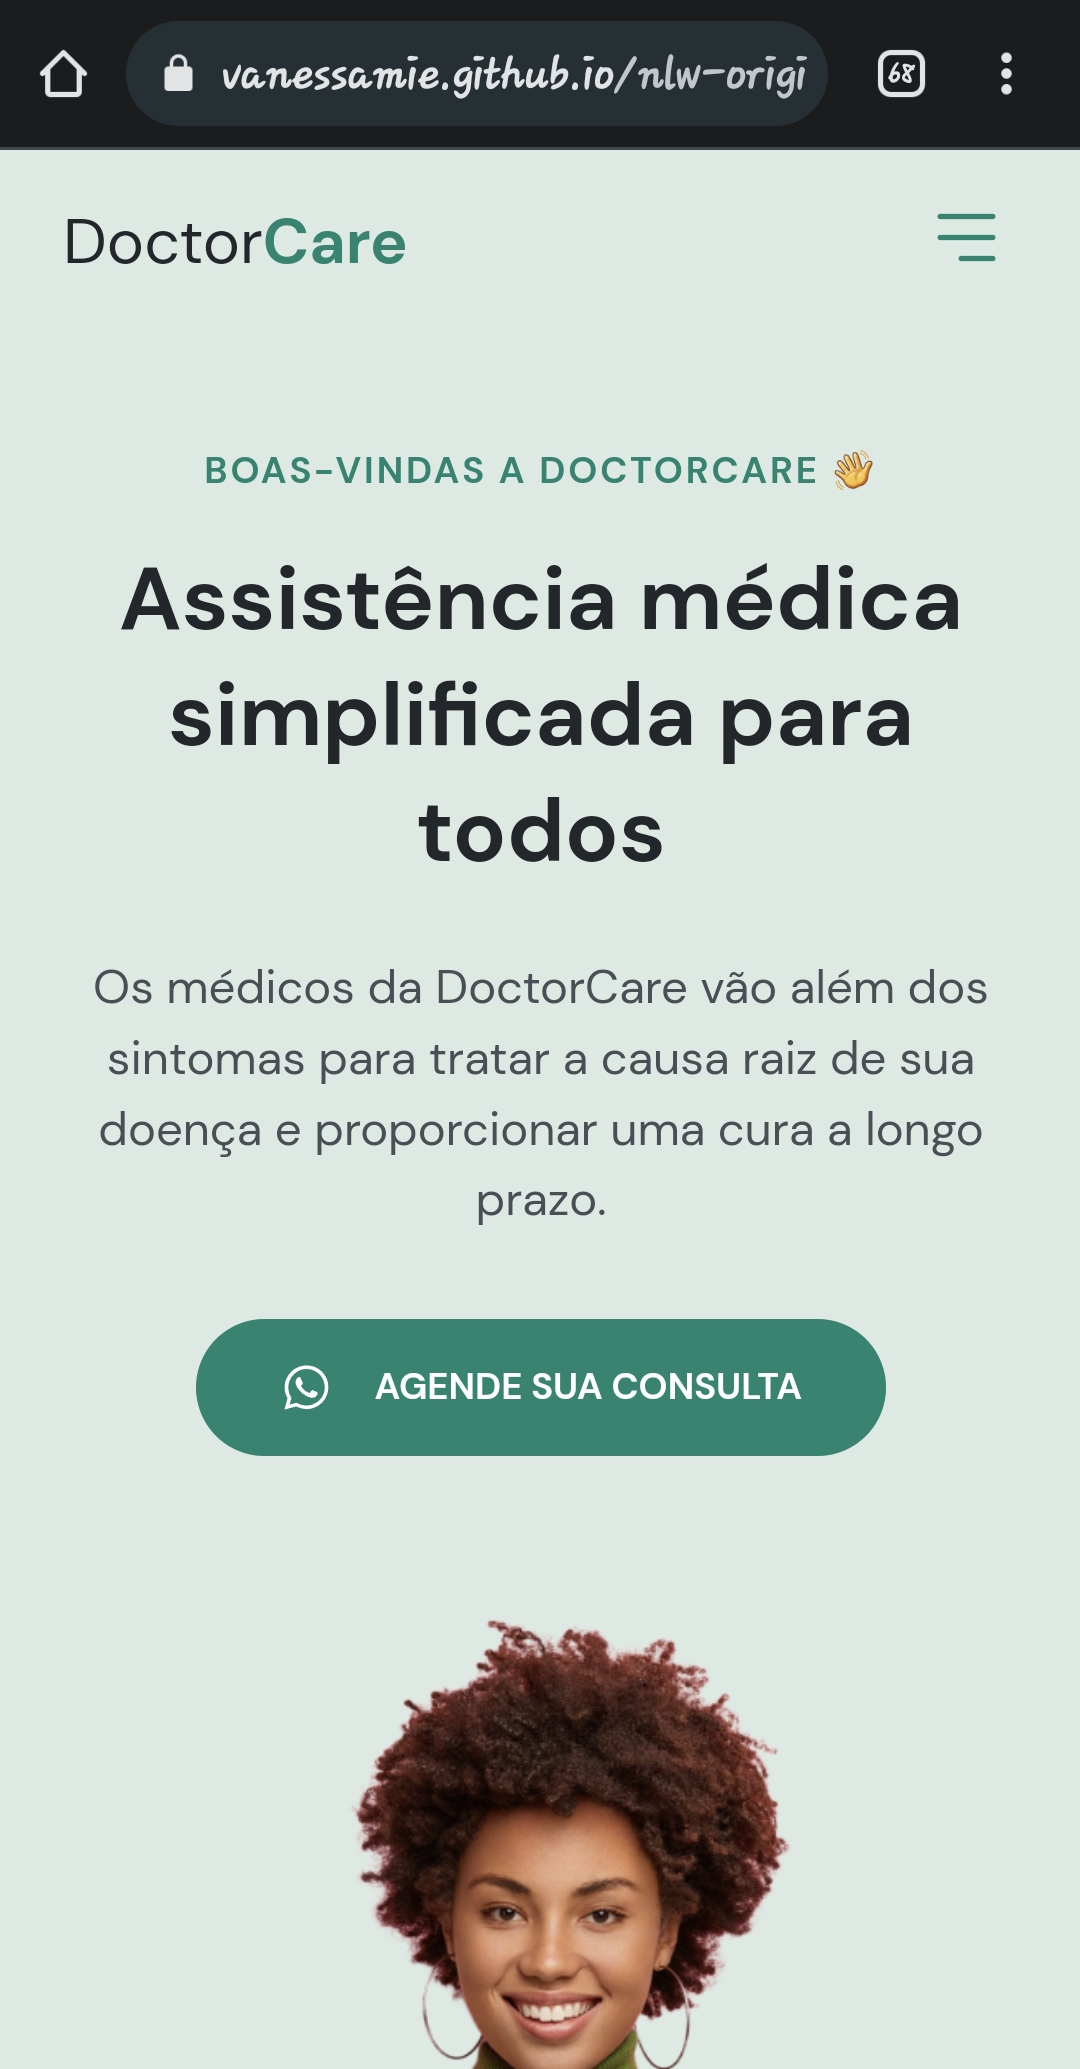 vanessamie.github.io/nlw-origi
68
DoctorCare
BOAS-VINDAS A DOCTORCARE 👋
Assistência médica
simplificada para
todos
Os médicos da DoctorCare vão além dos
sintomas para tratar a causa raiz de sua
doença e proporcionar uma cura a longo
prazo.
AGENDE SUA CONSULTA